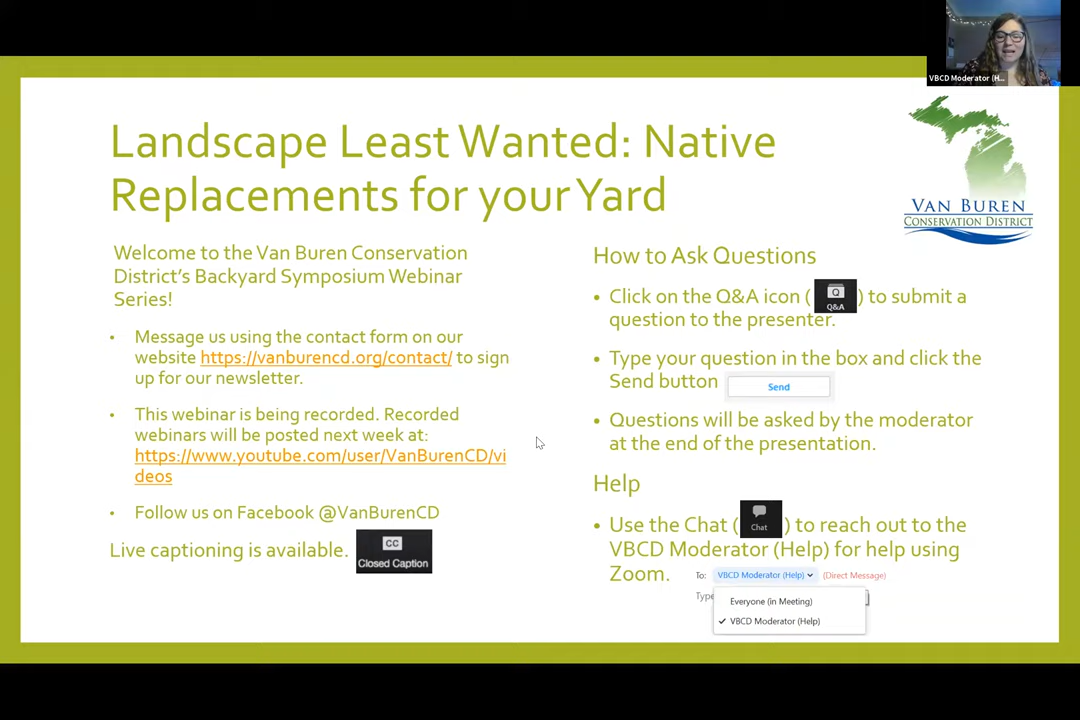 VBCD Moderator (H...
Landscape Least Wanted: Native
Replacements for your Yard
VAN BUREN
CONSERVATION DISTRICT
Welcome to the Van Buren Conservation
District's Backyard Symposium Webinar
Series!
• Message us using the contact form on our
website https://vanburencd.org/contact/ to sign
up for our newsletter.
• This webinar is being recorded. Recorded
webinars will be posted next week at:
https://www.youtube.com/user/VanBurenCD/vi
deos
• Follow us on Facebook @VanBurenCD
Live captioning is available.
CC
Closed Caption
How to Ask Questions
• Click on the Q&A icon ( Q Q&A ) to submit a
question to the presenter.
• Type your question in the box and click the
Send button Send
• Questions will be asked by the moderator
at the end of the presentation.
Help
• Use the Chat ( Chat ) to reach out to the
VBCD Moderator (Help) for help using
Zoom.
To: VBCD Moderator (Help) (Direct Message)
Type
Everyone (in Meeting)
✓ VBCD Moderator (Help)